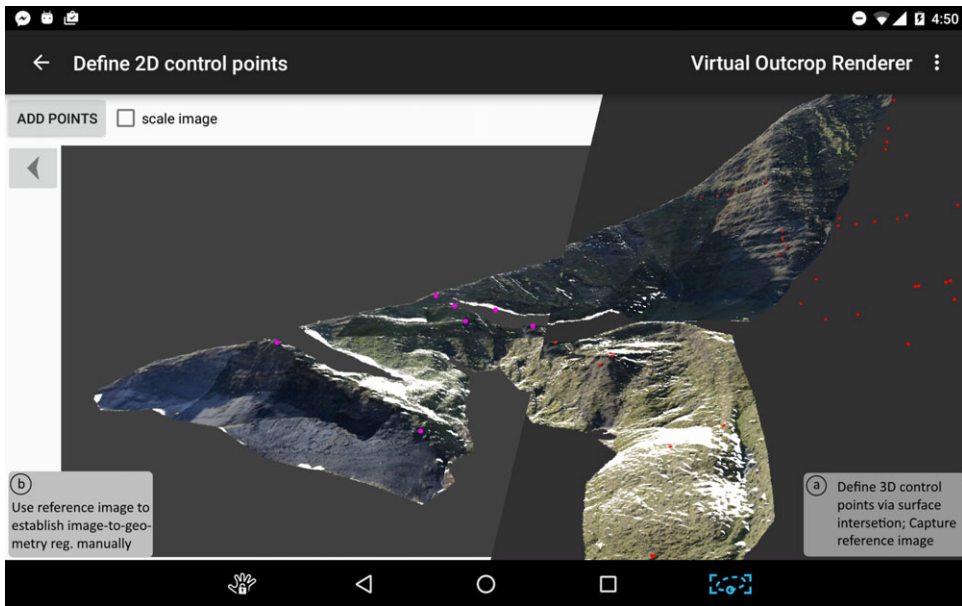 4:50
Define 2D control points
Virtual Outcrop Renderer
ADD POINTS
scale image
b
Use reference image to
establish image-to-geo-
metry reg. manually
a
Define 3D control
points via surface
intersetion; Capture
reference image